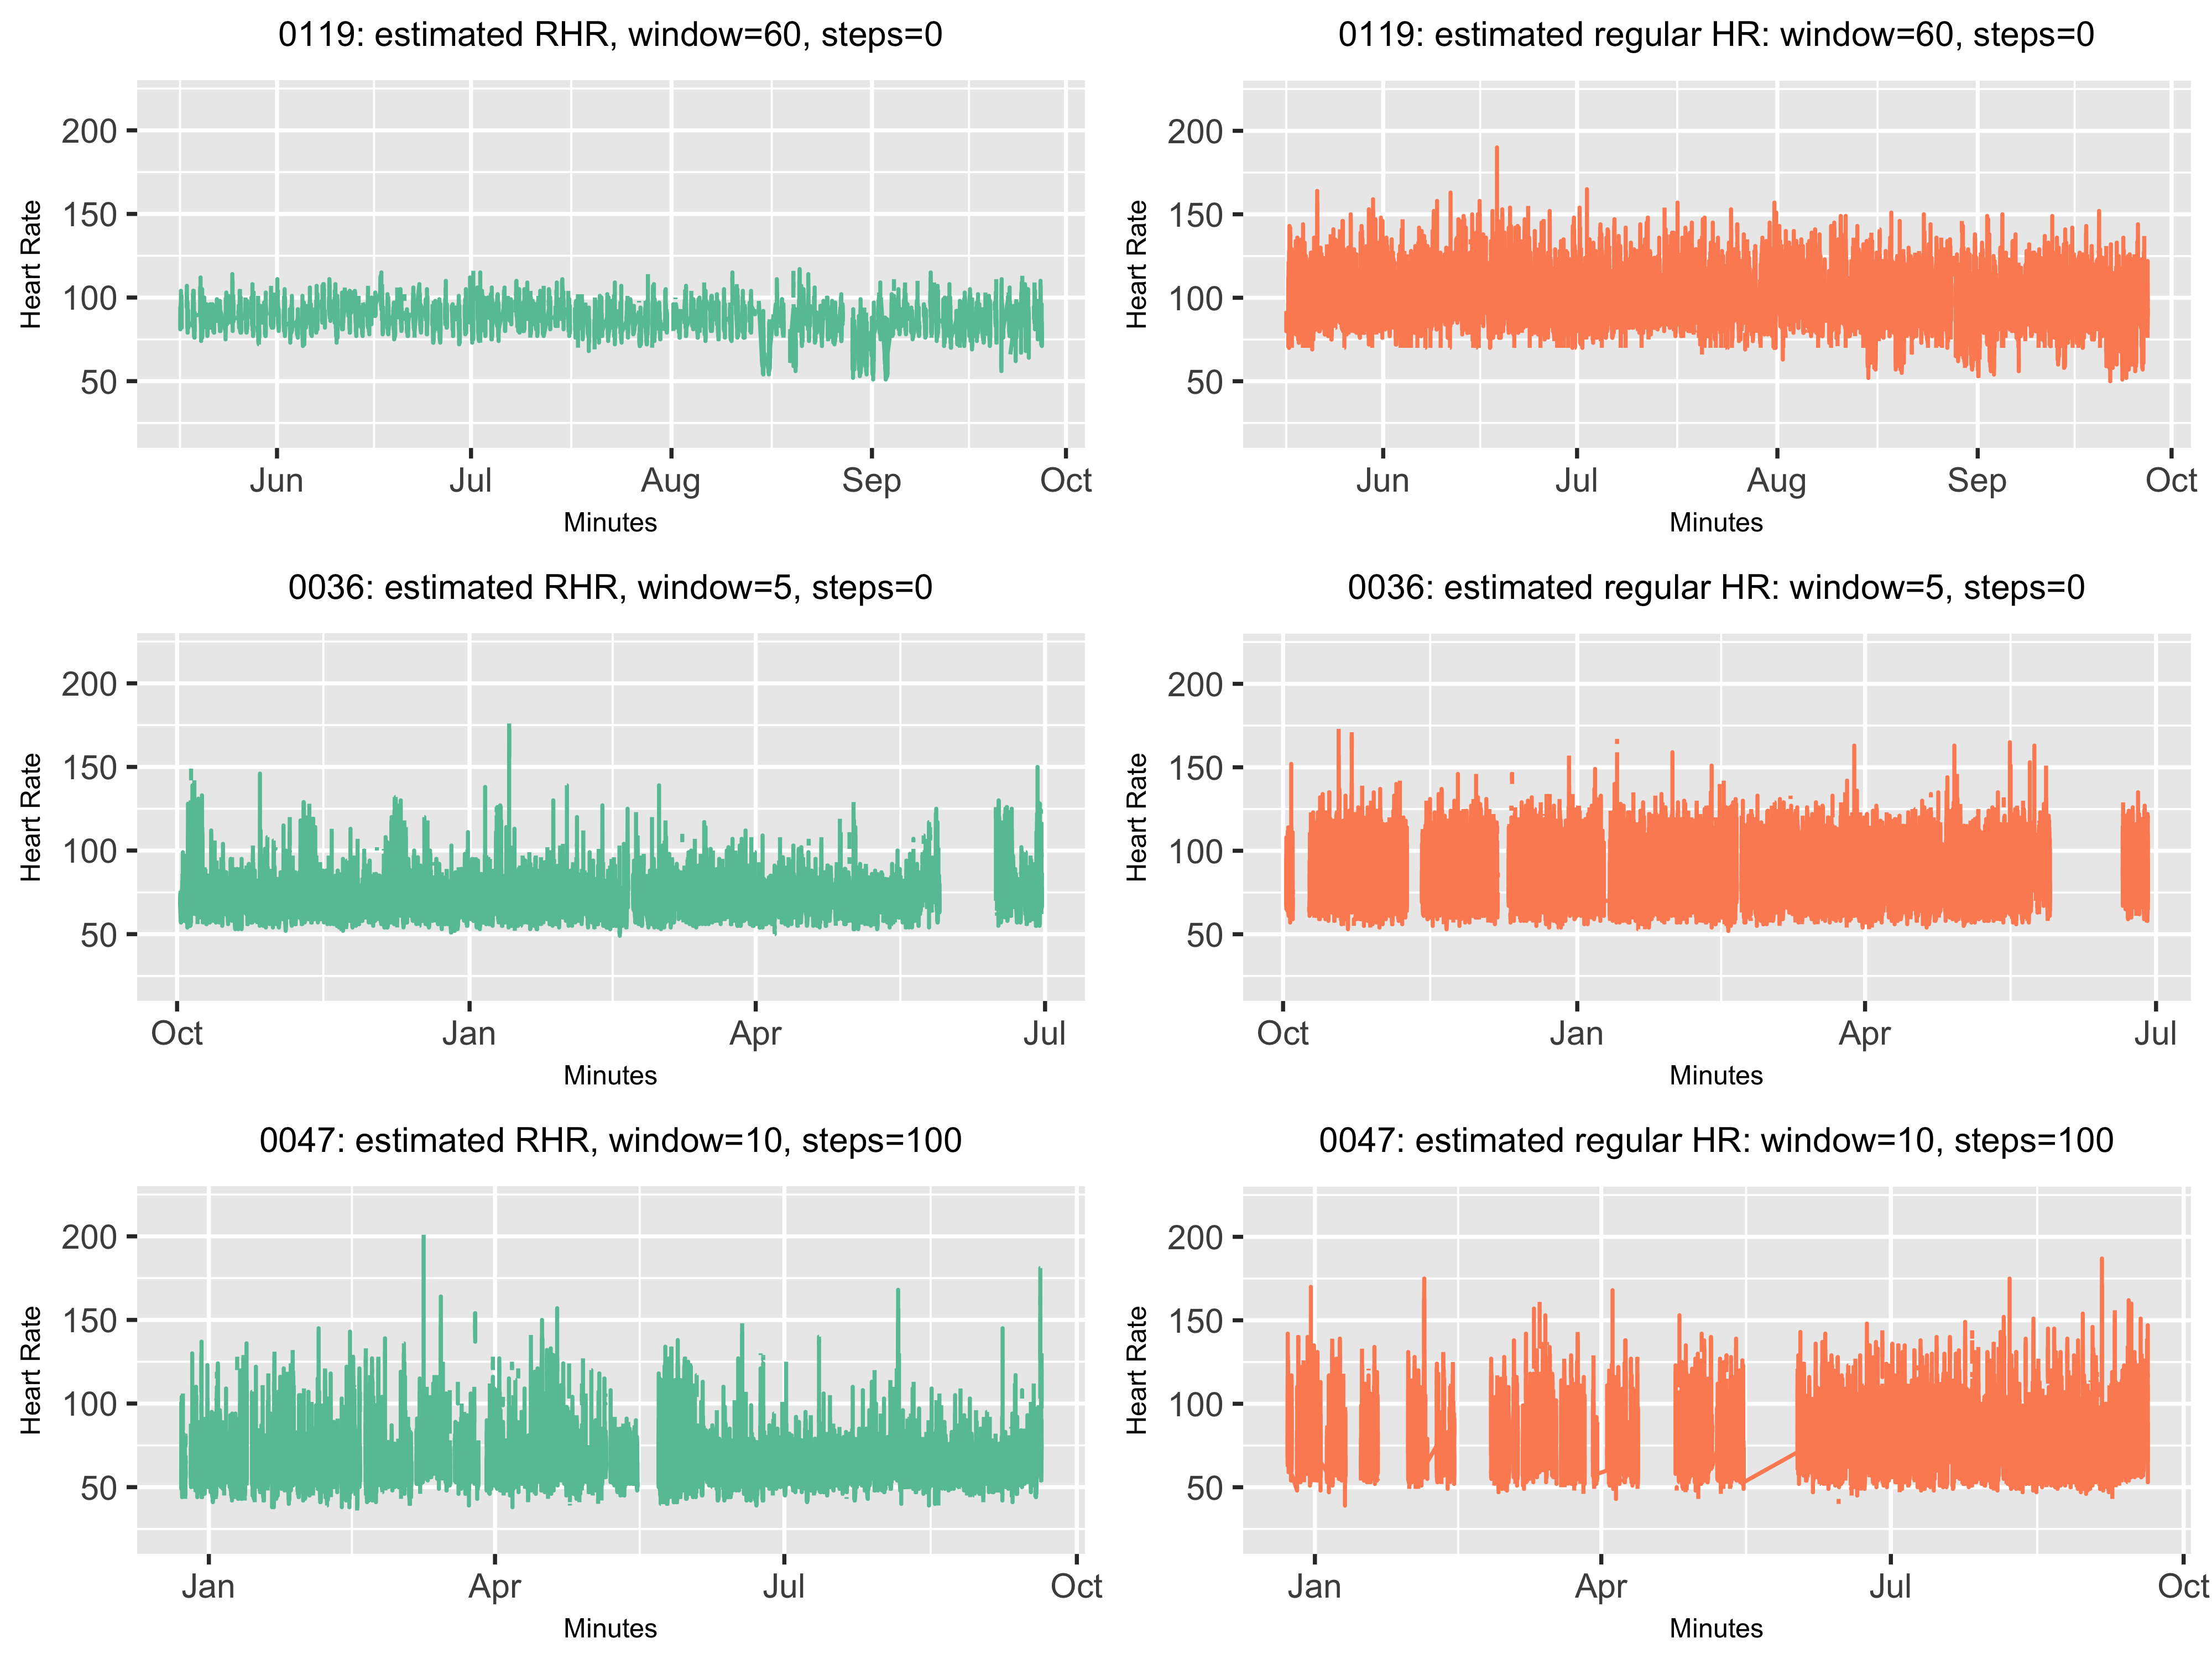 0119: estimated RHR, window=60, steps=0
200
150
100
50
Heart Rate
Jun Jul Aug Sep Oct
Minutes
0119: estimated regular HR: window=60, steps=0
200
150
100
50
Heart Rate
Jun Jul Aug Sep Oct
Minutes
0036: estimated RHR, window=5, steps=0
200
150
100
50
Heart Rate
Oct Jan Apr Jul
Minutes
0036: estimated regular HR: window=5, steps=0
200
150
100
50
Heart Rate
Oct Jan Apr Jul
Minutes
0047: estimated RHR, window=10, steps=100
200
150
100
50
Heart Rate
Jan Apr Jul Oct
Minutes
0047: estimated regular HR: window=10, steps=100
200
150
100
50
Heart Rate
Jan Apr Jul Oct
Minutes